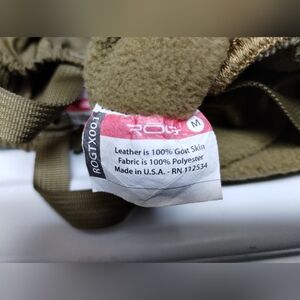 ROG
M
ROGTX001
Leather is 100% Goat Skin
Fabric is 100% Polyester
Made in U.S.A. - RN 112534